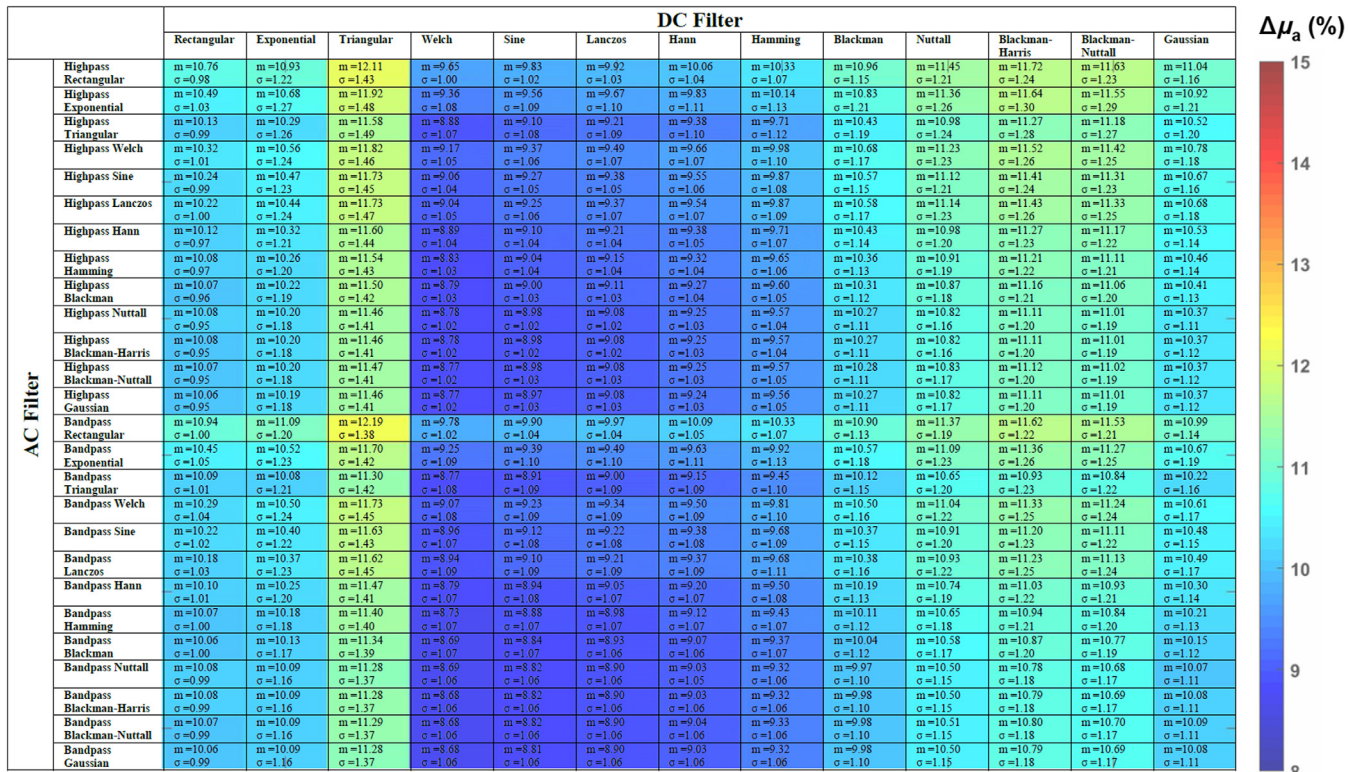 DC Filter
Δμa (%)
Rectangular Exponential Triangular Welch Sine Lanczos Hann Hamming Blackman Nuttall Blackman-Harris Blackman-Nuttall Gaussian
AC Filter
Highpass Rectangular
m =10.76 m =10.93 m =12.11 m =9.65 m =9.83 m =9.92 m =10.06 m =10.33 m =10.96 m =11.45 m =11.72 m =11.63 m =11.04
σ =0.98 σ =1.22 σ =1.43 σ =1.00 σ =1.02 σ =1.03 σ =1.04 σ =1.07 σ =1.15 σ =1.21 σ =1.24 σ =1.23 σ =1.16
Highpass Exponential
m =10.49 m =10.68 m =11.92 m =9.36 m =9.56 m =9.67 m =9.83 m =10.14 m =10.83 m =11.36 m =11.64 m =11.55 m =10.92
σ =1.03 σ =1.27 σ =1.48 σ =1.08 σ =1.09 σ =1.10 σ =1.11 σ =1.13 σ =1.21 σ =1.26 σ =1.30 σ =1.29 σ =1.21
Highpass Triangular
m =10.13 m =10.29 m =11.58 m =8.88 m =9.10 m =9.21 m =9.38 m =9.71 m =10.43 m =10.98 m =11.27 m =11.18 m =10.52
σ =0.99 σ =1.26 σ =1.49 σ =1.07 σ =1.08 σ =1.09 σ =1.10 σ =1.12 σ =1.19 σ =1.24 σ =1.28 σ =1.27 σ =1.20
Highpass Welch
m =10.32 m =10.56 m =11.82 m =9.17 m =9.37 m =9.49 m =9.66 m =9.98 m =10.68 m =11.23 m =11.52 m =11.42 m =10.78
σ =1.01 σ =1.24 σ =1.46 σ =1.05 σ =1.06 σ =1.07 σ =1.07 σ =1.10 σ =1.17 σ =1.23 σ =1.26 σ =1.25 σ =1.18
Highpass Sine
m =10.24 m =10.47 m =11.73 m =9.06 m =9.27 m =9.38 m =9.55 m =9.87 m =10.57 m =11.12 m =11.41 m =11.31 m =10.67
σ =0.99 σ =1.23 σ =1.45 σ =1.04 σ =1.05 σ =1.05 σ =1.06 σ =1.08 σ =1.15 σ =1.21 σ =1.24 σ =1.23 σ =1.16
Highpass Lanczos
m =10.22 m =10.44 m =11.73 m =9.04 m =9.25 m =9.37 m =9.54 m =9.87 m =10.58 m =11.14 m =11.43 m =11.33 m =10.68
σ =1.00 σ =1.24 σ =1.47 σ =1.05 σ =1.06 σ =1.07 σ =1.07 σ =1.09 σ =1.17 σ =1.23 σ =1.26 σ =1.25 σ =1.18
Highpass Hann
m =10.12 m =10.32 m =11.60 m =8.89 m =9.10 m =9.21 m =9.38 m =9.71 m =10.43 m =10.98 m =11.27 m =11.17 m =10.53
σ =0.97 σ =1.21 σ =1.44 σ =1.04 σ =1.04 σ =1.04 σ =1.05 σ =1.07 σ =1.14 σ =1.20 σ =1.23 σ =1.22 σ =1.14
Highpass Hamming
m =10.08 m =10.26 m =11.54 m =8.83 m =9.04 m =9.15 m =9.32 m =9.65 m =10.36 m =10.91 m =11.21 m =11.11 m =10.46
σ =0.97 σ =1.20 σ =1.43 σ =1.03 σ =1.04 σ =1.04 σ =1.04 σ =1.06 σ =1.13 σ =1.19 σ =1.22 σ =1.21 σ =1.14
Highpass Blackman
m =10.07 m =10.22 m =11.50 m =8.79 m =9.00 m =9.11 m =9.27 m =9.60 m =10.31 m =10.87 m =11.16 m =11.06 m =10.41
σ =0.96 σ =1.19 σ =1.42 σ =1.03 σ =1.03 σ =1.03 σ =1.04 σ =1.05 σ =1.12 σ =1.18 σ =1.21 σ =1.20 σ =1.13
Highpass Nuttall
m =10.08 m =10.20 m =11.46 m =8.78 m =8.98 m =9.08 m =9.25 m =9.57 m =10.27 m =10.82 m =11.11 m =11.01 m =10.37
σ =0.95 σ =1.18 σ =1.41 σ =1.02 σ =1.02 σ =1.02 σ =1.03 σ =1.04 σ =1.11 σ =1.16 σ =1.20 σ =1.19 σ =1.11
Highpass Blackman-Harris
m =10.08 m =10.20 m =11.46 m =8.78 m =8.98 m =9.08 m =9.25 m =9.57 m =10.27 m =10.82 m =11.11 m =11.01 m =10.37
σ =0.95 σ =1.18 σ =1.41 σ =1.02 σ =1.02 σ =1.02 σ =1.03 σ =1.04 σ =1.11 σ =1.16 σ =1.20 σ =1.19 σ =1.12
Highpass Blackman-Nuttall
m =10.07 m =10.20 m =11.47 m =8.77 m =8.98 m =9.08 m =9.25 m =9.57 m =10.28 m =10.83 m =11.12 m =11.02 m =10.37
σ =0.95 σ =1.18 σ =1.41 σ =1.02 σ =1.03 σ =1.03 σ =1.03 σ =1.05 σ =1.11 σ =1.17 σ =1.20 σ =1.19 σ =1.12
Highpass Gaussian
m =10.06 m =10.19 m =11.46 m =8.77 m =8.97 m =9.08 m =9.24 m =9.56 m =10.27 m =10.82 m =11.11 m =11.01 m =10.37
σ =0.95 σ =1.18 σ =1.41 σ =1.02 σ =1.03 σ =1.03 σ =1.03 σ =1.05 σ =1.11 σ =1.17 σ =1.20 σ =1.19 σ =1.12
Bandpass Rectangular
m =10.94 m =11.09 m =12.19 m =9.78 m =9.90 m =9.97 m =10.09 m =10.33 m =10.90 m =11.37 m =11.62 m =11.53 m =10.99
σ =1.00 σ =1.20 σ =1.38 σ =1.02 σ =1.04 σ =1.04 σ =1.05 σ =1.07 σ =1.13 σ =1.19 σ =1.22 σ =1.21 σ =1.14
Bandpass Exponential
m =10.45 m =10.52 m =11.70 m =9.25 m =9.39 m =9.49 m =9.63 m =9.92 m =10.57 m =11.09 m =11.36 m =11.27 m =10.67
σ =1.05 σ =1.23 σ =1.42 σ =1.09 σ =1.10 σ =1.10 σ =1.11 σ =1.13 σ =1.18 σ =1.23 σ =1.26 σ =1.25 σ =1.19
Bandpass Triangular
m =10.09 m =10.08 m =11.30 m =8.77 m =8.91 m =9.00 m =9.15 m =9.45 m =10.12 m =10.65 m =10.93 m =10.84 m =10.22
σ =1.01 σ =1.21 σ =1.42 σ =1.08 σ =1.09 σ =1.09 σ =1.09 σ =1.10 σ =1.15 σ =1.20 σ =1.23 σ =1.22 σ =1.16
Bandpass Welch
m =10.29 m =10.50 m =11.73 m =9.07 m =9.23 m =9.34 m =9.50 m =9.81 m =10.50 m =11.04 m =11.33 m =11.24 m =10.61
σ =1.04 σ =1.24 σ =1.45 σ =1.08 σ =1.09 σ =1.09 σ =1.09 σ =1.10 σ =1.16 σ =1.22 σ =1.25 σ =1.24 σ =1.17
Bandpass Sine
m =10.22 m =10.40 m =11.63 m =8.96 m =9.12 m =9.22 m =9.38 m =9.68 m =10.37 m =10.91 m =11.20 m =11.11 m =10.48
σ =1.02 σ =1.22 σ =1.43 σ =1.07 σ =1.08 σ =1.08 σ =1.08 σ =1.09 σ =1.15 σ =1.20 σ =1.23 σ =1.22 σ =1.15
Bandpass Lanczos
m =10.18 m =10.37 m =11.62 m =8.94 m =9.10 m =9.21 m =9.37 m =9.68 m =10.38 m =10.93 m =11.23 m =11.13 m =10.49
σ =1.03 σ =1.23 σ =1.45 σ =1.09 σ =1.09 σ =1.09 σ =1.09 σ =1.11 σ =1.16 σ =1.22 σ =1.25 σ =1.24 σ =1.17
Bandpass Hann
m =10.10 m =10.25 m =11.47 m =8.79 m =8.94 m =9.05 m =9.20 m =9.50 m =10.19 m =10.74 m =11.03 m =10.93 m =10.30
σ =1.01 σ =1.20 σ =1.41 σ =1.07 σ =1.08 σ =1.07 σ =1.07 σ =1.08 σ =1.13 σ =1.19 σ =1.22 σ =1.21 σ =1.14
Bandpass Hamming
m =10.07 m =10.18 m =11.40 m =8.73 m =8.88 m =8.98 m =9.12 m =9.43 m =10.11 m =10.65 m =10.94 m =10.84 m =10.21
σ =1.00 σ =1.18 σ =1.40 σ =1.07 σ =1.07 σ =1.07 σ =1.07 σ =1.07 σ =1.12 σ =1.18 σ =1.21 σ =1.20 σ =1.13
Bandpass Blackman
m =10.06 m =10.13 m =11.34 m =8.69 m =8.84 m =8.93 m =9.07 m =9.37 m =10.04 m =10.58 m =10.87 m =10.77 m =10.15
σ =1.00 σ =1.17 σ =1.39 σ =1.07 σ =1.07 σ =1.06 σ =1.06 σ =1.07 σ =1.12 σ =1.17 σ =1.20 σ =1.19 σ =1.12
Bandpass Nuttall
m =10.08 m =10.09 m =11.28 m =8.69 m =8.82 m =8.90 m =9.03 m =9.32 m =9.97 m =10.50 m =10.78 m =10.68 m =10.07
σ =0.99 σ =1.16 σ =1.37 σ =1.06 σ =1.06 σ =1.06 σ =1.06 σ =1.06 σ =1.10 σ =1.15 σ =1.18 σ =1.17 σ =1.11
Bandpass Blackman-Harris
m =10.08 m =10.09 m =11.28 m =8.68 m =8.82 m =8.90 m =9.03 m =9.32 m =9.98 m =10.50 m =10.79 m =10.69 m =10.08
σ =0.99 σ =1.16 σ =1.37 σ =1.06 σ =1.06 σ =1.06 σ =1.06 σ =1.06 σ =1.10 σ =1.15 σ =1.18 σ =1.17 σ =1.11
Bandpass Blackman-Nuttall
m =10.07 m =10.09 m =11.29 m =8.68 m =8.82 m =8.90 m =9.04 m =9.33 m =9.98 m =10.51 m =10.80 m =10.70 m =10.09
σ =0.99 σ =1.16 σ =1.37 σ =1.06 σ =1.06 σ =1.06 σ =1.06 σ =1.06 σ =1.10 σ =1.15 σ =1.18 σ =1.17 σ =1.11
Bandpass Gaussian
m =10.06 m =10.09 m =11.28 m =8.68 m =8.81 m =8.90 m =9.03 m =9.32 m =9.98 m =10.50 m =10.79 m =10.69 m =10.08
σ =0.99 σ =1.16 σ =1.37 σ =1.06 σ =1.06 σ =1.06 σ =1.06 σ =1.06 σ =1.10 σ =1.15 σ =1.18 σ =1.17 σ =1.11
15
14
13
12
11
10
9
8